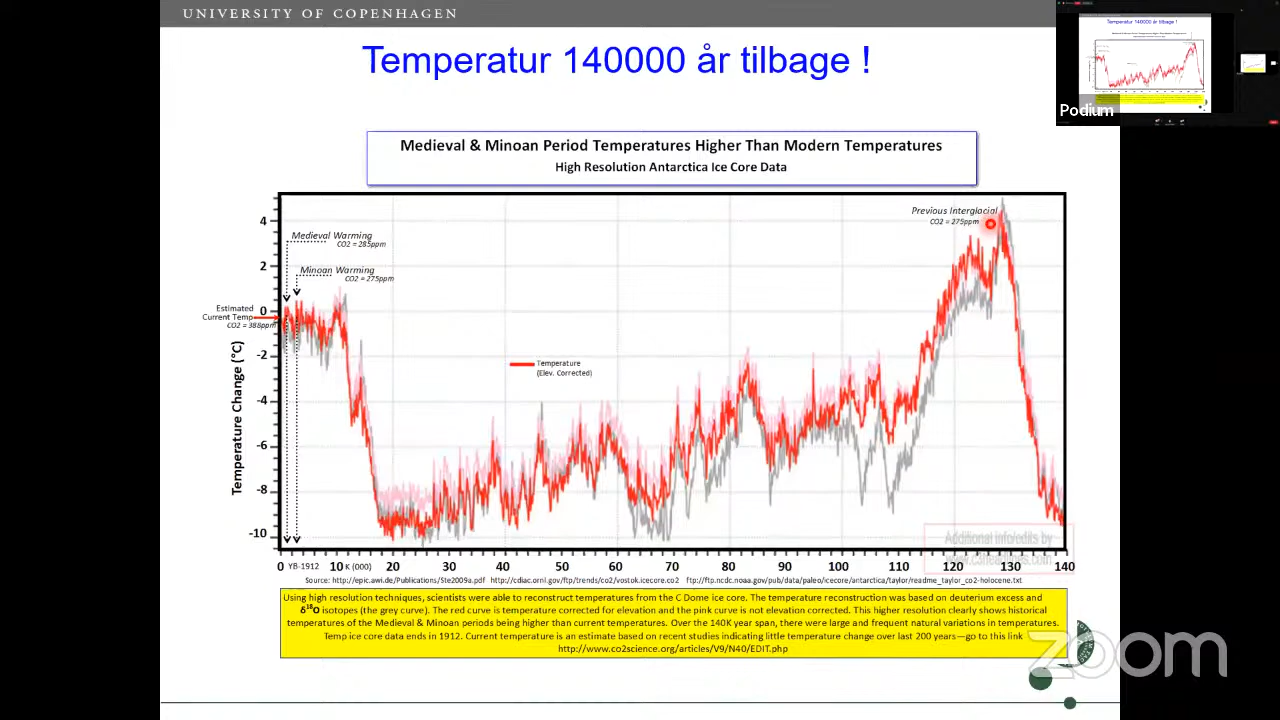 UNIVERSITY OF COPENHAGEN
Temperatur 140000 år tilbage !
Temperatur 140000 år tilbage !
Podium
Medieval & Minoan Period Temperatures Higher Than Modern Temperatures
High Resolution Antarctica Ice Core Data
Previous Interglacial
CO2 = 275ppm
Medieval Warming
CO2 = 285ppm
Minoan Warming
CO2 = 275ppm
Estimated
Current Temp
CO2 = 388ppm
Temperature
(Elev. Corrected)
Temperature Change (°C)
4
2
0
-2
-4
-6
-8
-10
Additional info/edits by
0 YB-1912 10 K (000) 20 30 40 50 60 70 80 90 100 110 120 130 140
Source: http://epic.awi.de/Publications/Ste2009a.pdf http://cdiac.ornl.gov/ftp/trends/co2/vostok.icecore.co2 ftp://ftp.ncdc.noaa.gov/pub/data/paleo/icecore/antarctica/taylor/readme_taylor_co2-holocene.txt
Using high resolution techniques, scientists were able to reconstruct temperatures from the C Dome ice core. The temperature reconstruction was based on deuterium excess and
δ18O isotopes (the grey curve). The red curve is temperature corrected for elevation and the pink curve is not elevation corrected. This higher resolution clearly shows historical
temperatures of the Medieval & Minoan periods being higher than current temperatures. Over the 140K year span, there were large and frequent natural variations in temperatures.
Temp ice core data ends in 1912. Current temperature is an estimate based on recent studies indicating little temperature change over last 200 years—go to this link
http://www.co2science.org/articles/V9/N40/EDIT.php
zoom